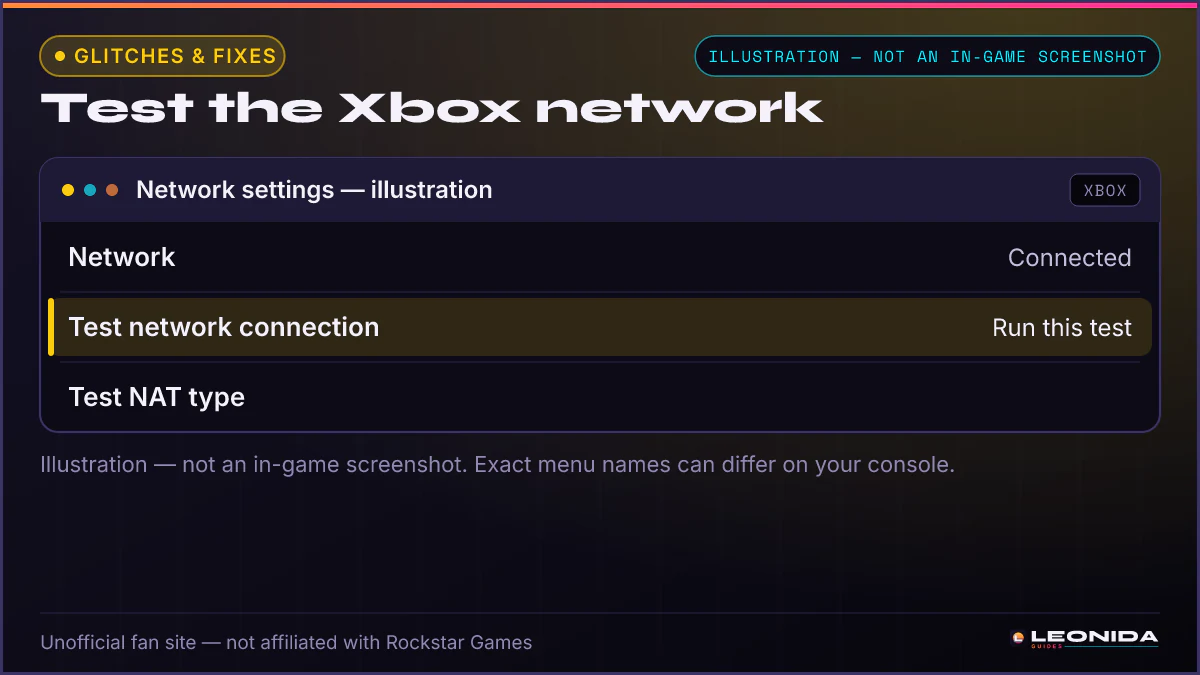 GLITCHES & FIXES
ILLUSTRATION — NOT AN IN-GAME SCREENSHOT
Test the Xbox network
Network settings — illustration
XBOX
Network
Connected
Test network connection
Run this test
Test NAT type
Illustration — not an in-game screenshot. Exact menu names can differ on your console.
Unofficial fan site — not affiliated with Rockstar Games
LEONIDA
GUIDES